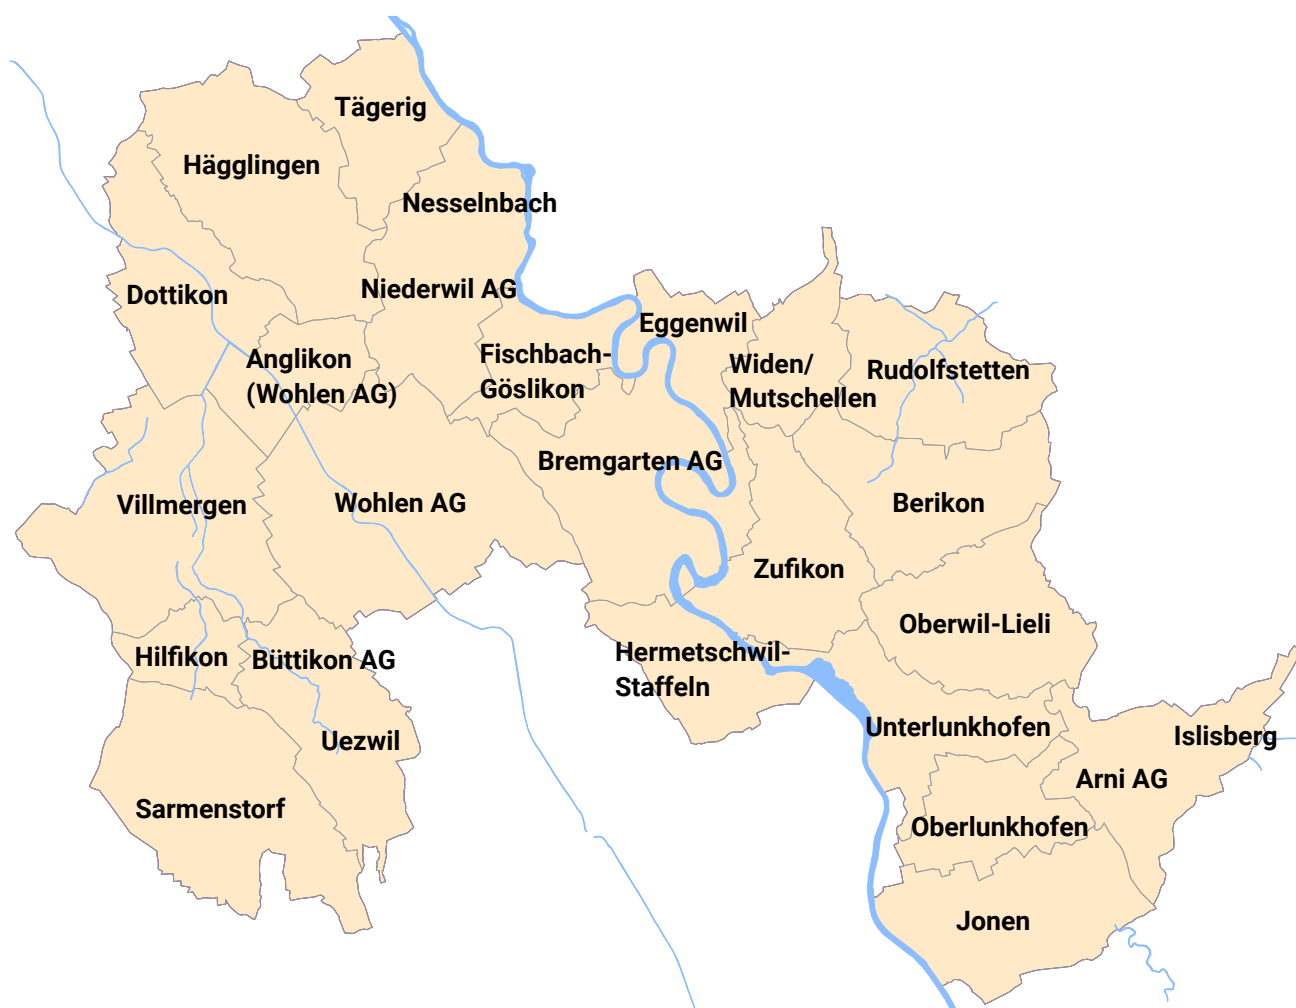 Tägerig
Hägglingen
Nesselnbach
Dottikon
Niederwil AG
Eggenwil
Anglikon
(Wohlen AG)
Fischbach-
Göslikon
Widen/
Mutschellen
Rudolfstetten
Bremgarten AG
Villmergen
Wohlen AG
Berikon
Zufikon
Oberwil-Lieli
Hilfikon
Büttikon AG
Hermetschwil-
Staffeln
Unterlunkhofen
Islisberg
Uezwil
Arni AG
Sarmenstorf
Oberlunkhofen
Jonen